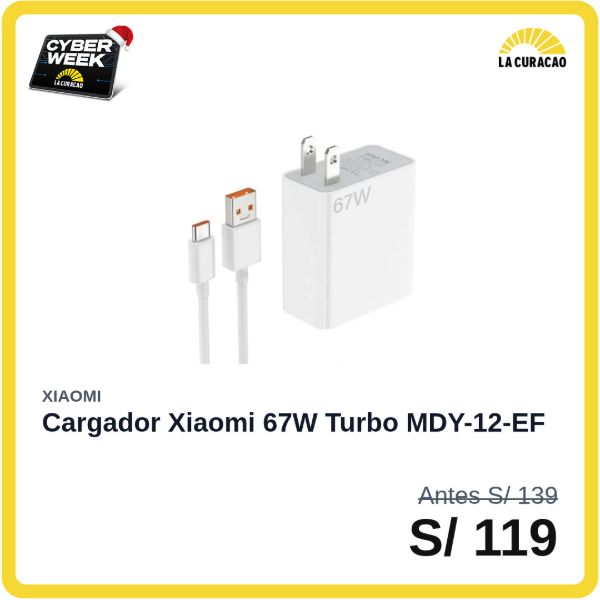 CYBER
WEEK
LA CURACAO
LA CURACAO
67W
XIAOMI
Cargador Xiaomi 67W Turbo MDY-12-EF
Antes S/ 139
S/ 119